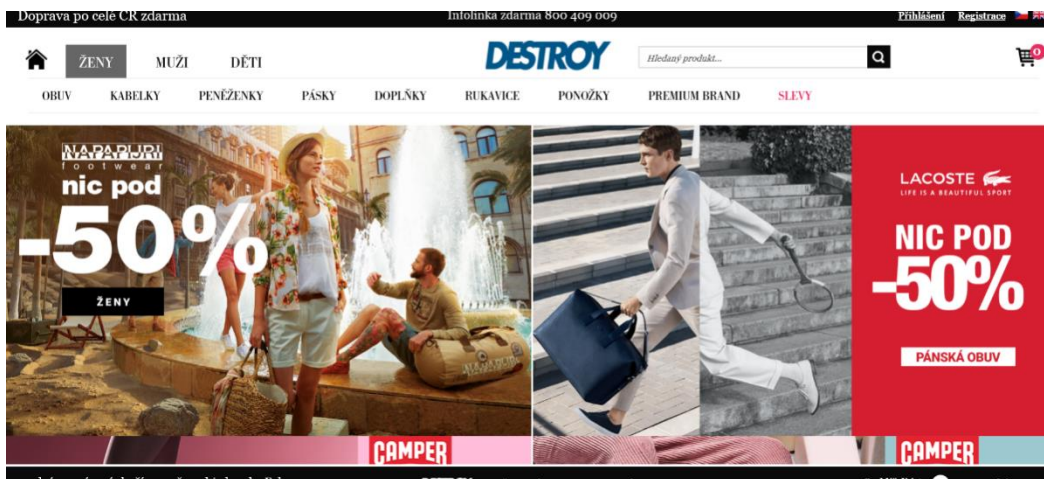 Doprava po celé ČR zdarma
Infolinka zdarma 800 409 009
Přihlášení Registrace
ŽENY MUŽI DĚTI
DESTROY
Hledaný produkt...
0
OBUV KABELKY PENĚŽENKY PÁSKY DOPLŇKY RUKAVICE PONOŽKY PREMIUM BRAND SLEVY
NAPAPIJRI
footwear
nic pod
-50%
ŽENY
NAPAPIJRI
LACOSTE
LIFE IS A BEAUTIFUL SPORT
NIC POD
-50%
PÁNSKÁ OBUV
CAMPER
CAMPER